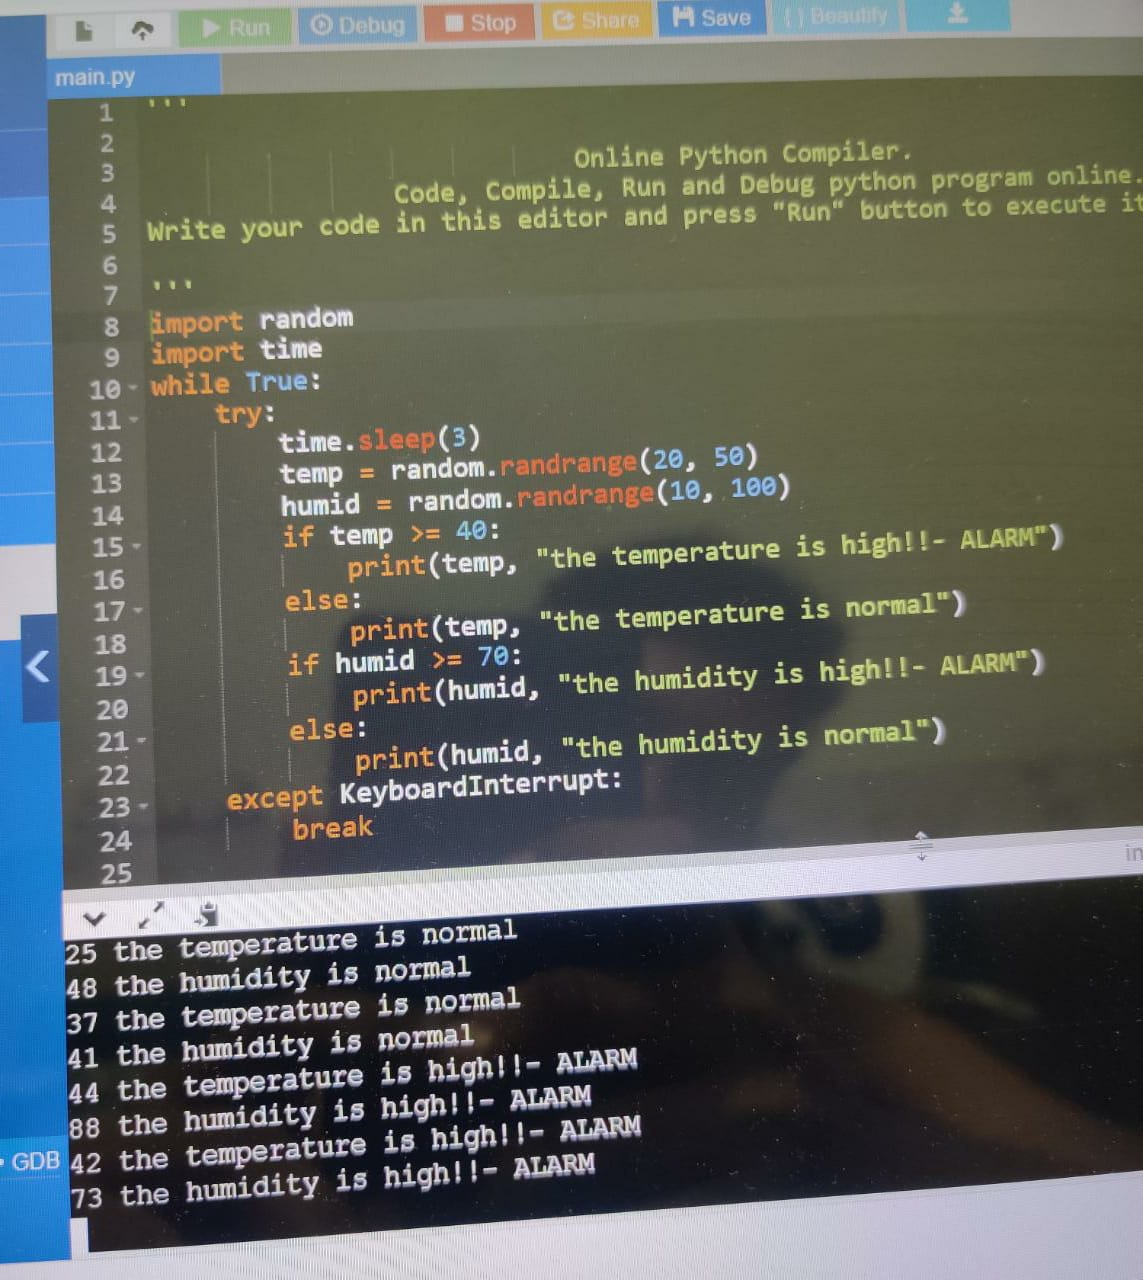 Run Debug Stop Share Save {} Beautify
main.py
1 '''
2
3 Online Python Compiler.
4 Code, Compile, Run and Debug python program online.
5 Write your code in this editor and press "Run" button to execute it
6
7 '''
8 import random
9 import time
10 while True:
11 try:
12 time.sleep(3)
13 temp = random.randrange(20, 50)
14 humid = random.randrange(10, 100)
15 if temp >= 40:
16 print(temp, "the temperature is high!!- ALARM")
17 else:
18 print(temp, "the temperature is normal")
19 if humid >= 70:
20 print(humid, "the humidity is high!!- ALARM")
21 else:
22 print(humid, "the humidity is normal")
23 except KeyboardInterrupt:
24 break
25
25 the temperature is normal
48 the humidity is normal
37 the temperature is normal
41 the humidity is normal
44 the temperature is high!!- ALARM
88 the humidity is high!!- ALARM
GDB
42 the temperature is high!!- ALARM
73 the humidity is high!!- ALARM